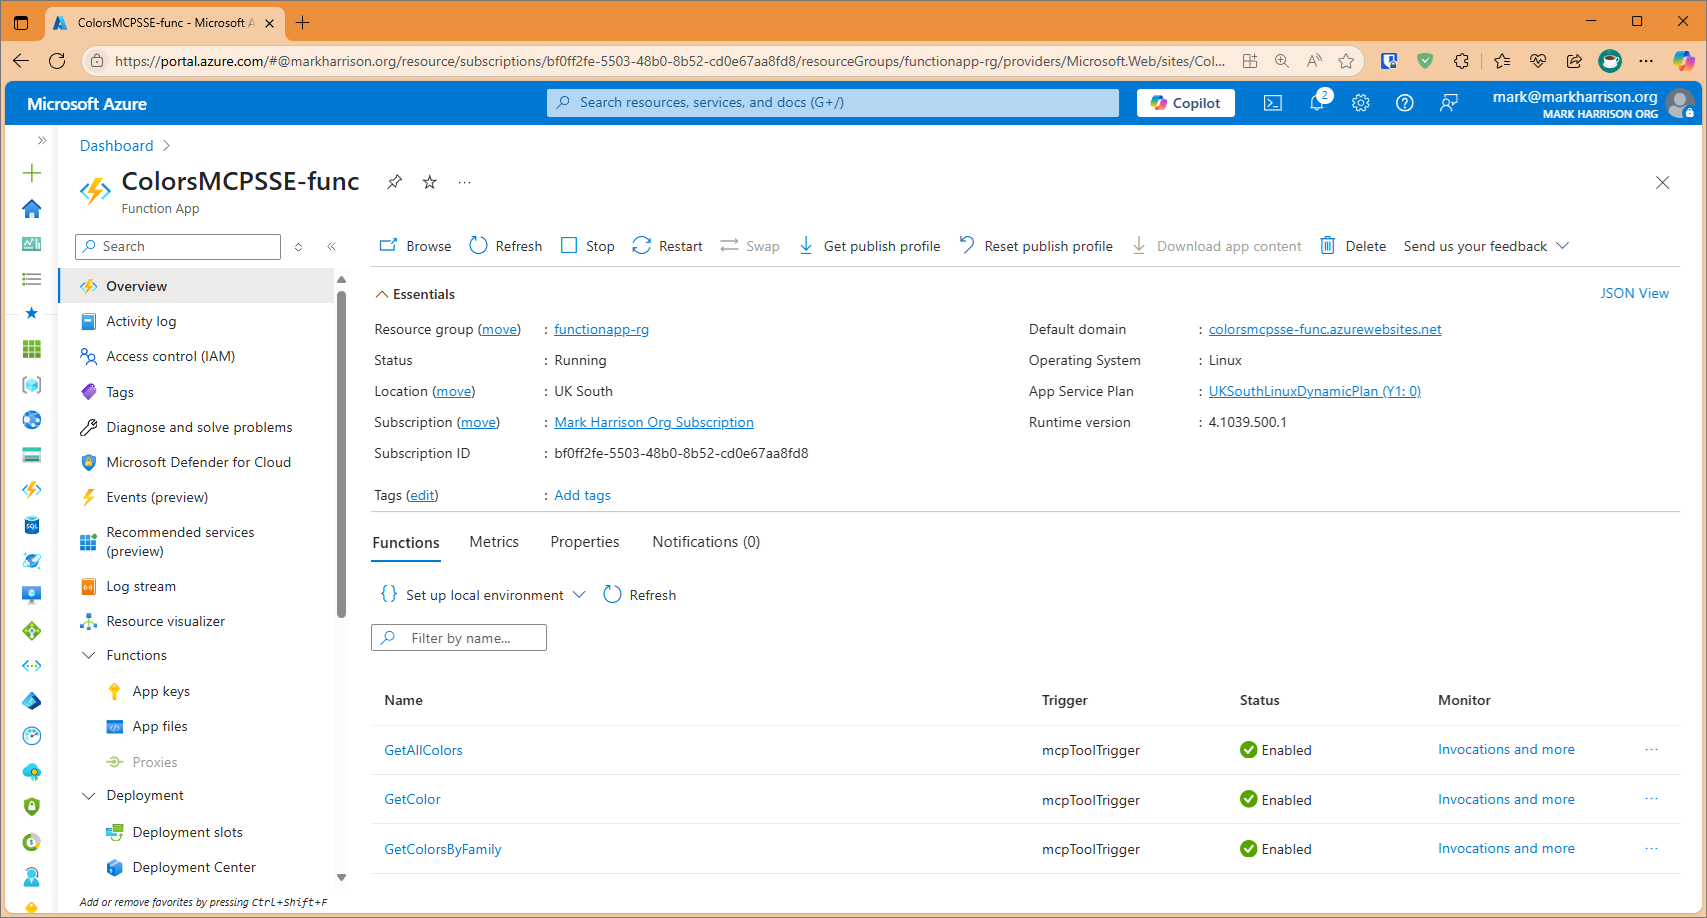 ColorsMCPSSE-func - Microsoft A
https://portal.azure.com/#@markharrison.org/resource/subscriptions/bf0ff2fe-5503-48b0-8b52-cd0e67aa8fd8/resourceGroups/functionapp-rg/providers/Microsoft.Web/sites/Col...
Microsoft Azure
Search resources, services, and docs (G+/)
Copilot
2
mark@markharrison.org
MARK HARRISON ORG
Dashboard
ColorsMCPSSE-func
Function App
Search
Browse Refresh Stop Restart Swap Get publish profile Reset publish profile Download app content Delete Send us your feedback
Overview
Activity log
Access control (IAM)
Tags
Diagnose and solve problems
Microsoft Defender for Cloud
Events (preview)
Recommended services
(preview)
Log stream
Resource visualizer
Functions
App keys
App files
Proxies
Deployment
Deployment slots
Deployment Center
Add or remove favorites by pressing Ctrl+Shift+F
Essentials
JSON View
Resource group (move) : functionapp-rg
Status : Running
Location (move) : UK South
Subscription (move) : Mark Harrison Org Subscription
Subscription ID : bf0ff2fe-5503-48b0-8b52-cd0e67aa8fd8
Tags (edit) : Add tags
Default domain : colorsmcpsse-func.azurewebsites.net
Operating System : Linux
App Service Plan : UKSouthLinuxDynamicPlan (Y1: 0)
Runtime version : 4.1039.500.1
Functions Metrics Properties Notifications (0)
{} Set up local environment Refresh
Filter by name...
Name Trigger Status Monitor
GetAllColors mcpToolTrigger Enabled Invocations and more ...
GetColor mcpToolTrigger Enabled Invocations and more ...
GetColorsByFamily mcpToolTrigger Enabled Invocations and more ...